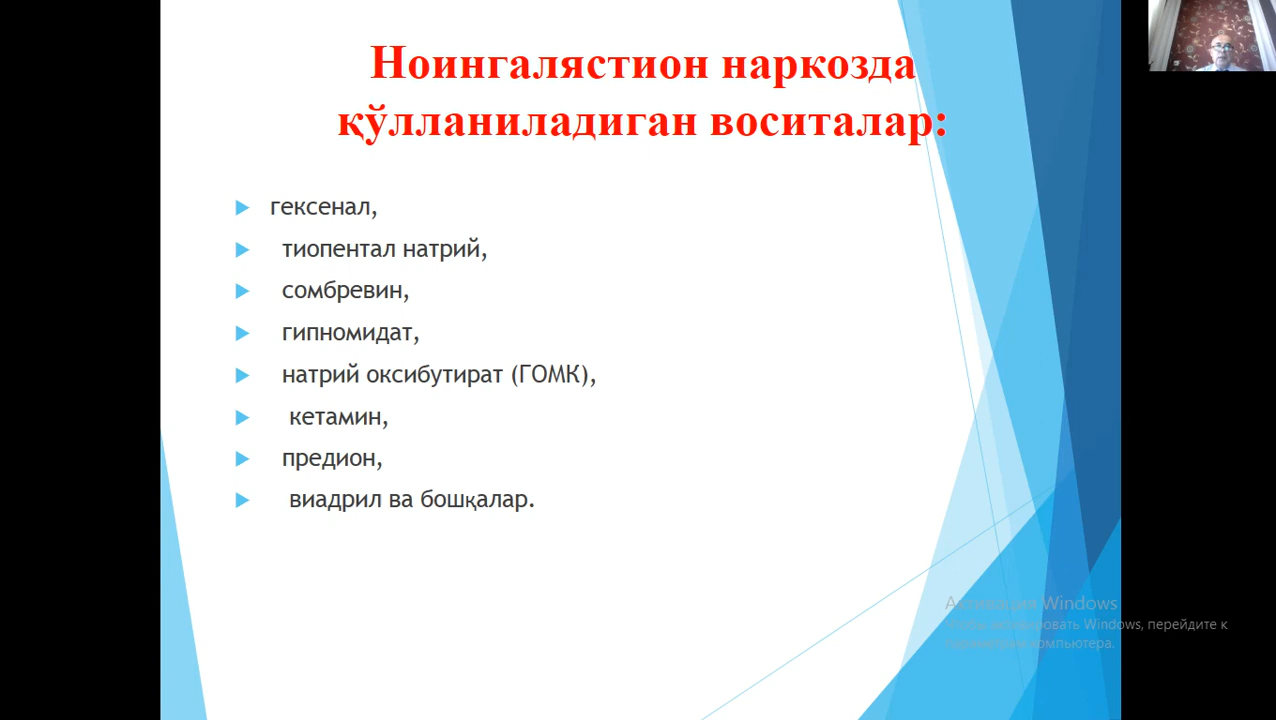 Ноингалястион наркозда
қўлланиладиган воситалар:
гексенал,
тиопентал натрий,
сомбревин,
гипномидат,
натрий оксибутират (ГОМК),
кетамин,
предион,
виадрил ва бошқалар.
Активация Windows
Чтобы активировать Windows, перейдите к
параметрам компьютера.